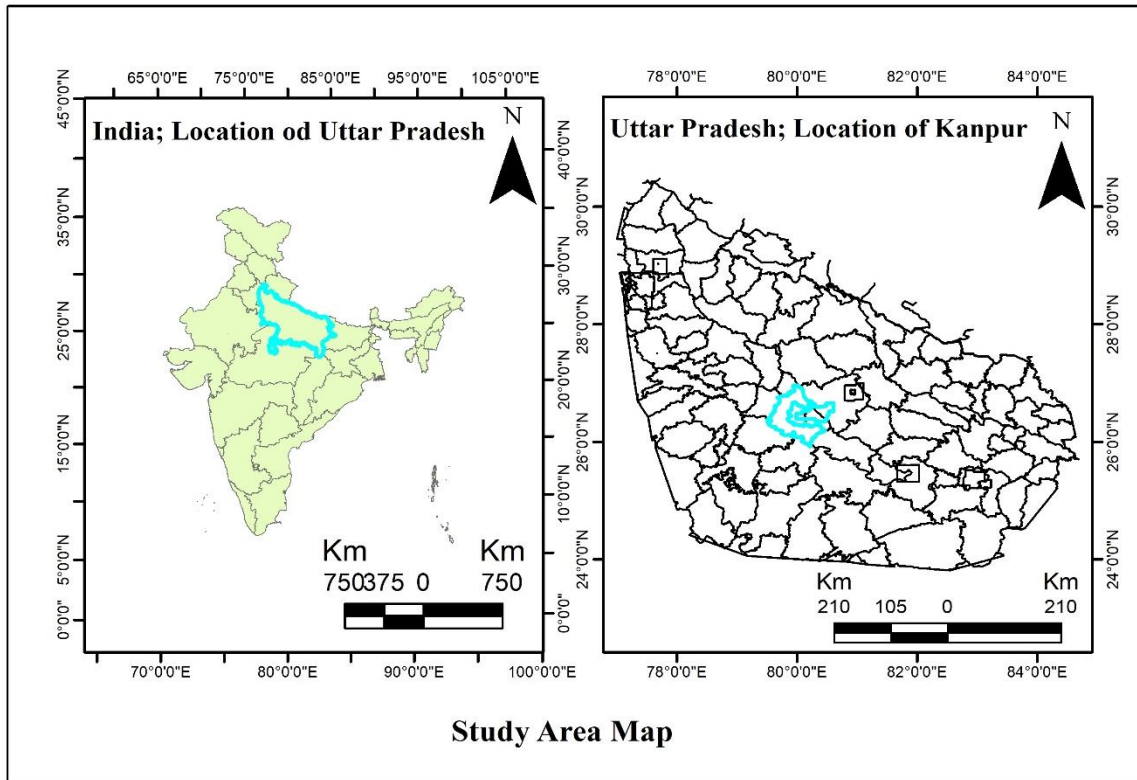 65°0'0"E 75°0'0"E 85°0'0"E 95°0'0"E 105°0'0"E
India; Location od Uttar Pradesh
N
45°0'0"N
35°0'0"N
25°0'0"N
15°0'0"N
5°0'0"N
0°0'0"
40°0'0"N
30°0'0"N
20°0'0"N
10°0'0"N
0°0'0"
Km Km
750375 0 750
70°0'0"E 80°0'0"E 90°0'0"E 100°0'0"E
78°0'0"E 80°0'0"E 82°0'0"E 84°0'0"E
Uttar Pradesh; Location of Kanpur
N
30°0'0"N
28°0'0"N
26°0'0"N
24°0'0"N
30°0'0"N
28°0'0"N
26°0'0"N
24°0'0"N
Km Km
210 105 0 210
78°0'0"E 80°0'0"E 82°0'0"E 84°0'0"E
Study Area Map